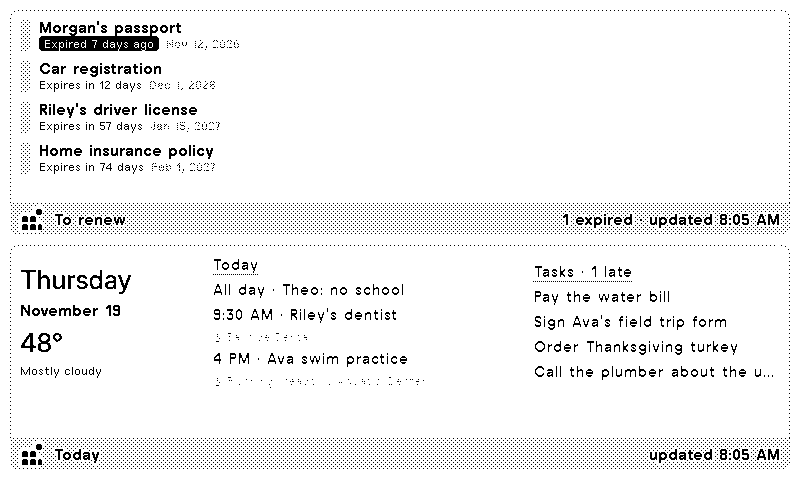 Morgan's passport
Expired 7 days ago Nov 12, 2026
Car registration
Expires in 12 days Dec 1, 2026
Riley's driver license
Expires in 57 days Jan 15, 2027
Home insurance policy
Expires in 74 days Feb 1, 2027
To renew
1 expired · updated 8:05 AM
Thursday
November 19
48°
Mostly cloudy
Today
All day · Theo: no school
9:30 AM · Riley's dentist
4 PM · Ava swim practice
Tasks · 1 late
Pay the water bill
Sign Ava's field trip form
Order Thanksgiving turkey
Call the plumber about the u...
Today
updated 8:05 AM